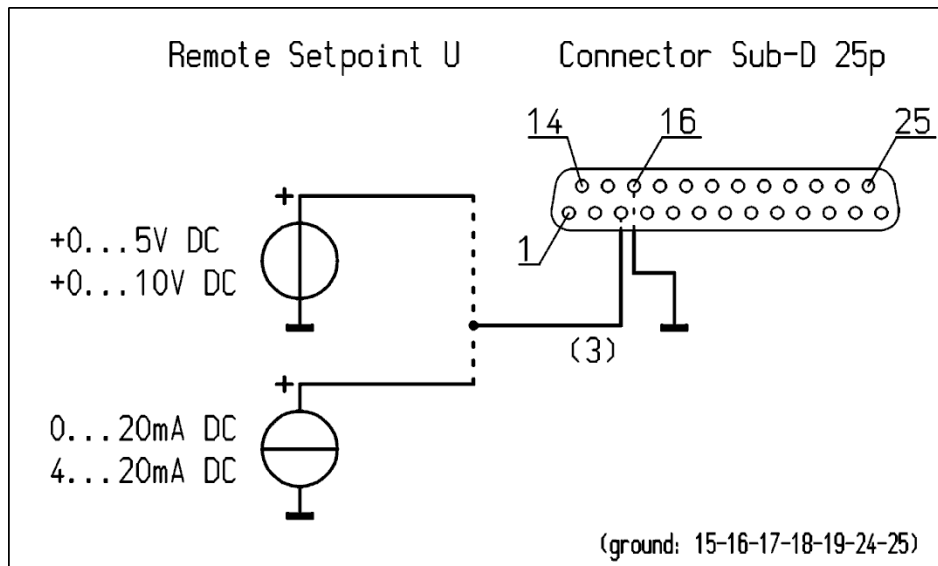 Remote Setpoint U
Connector Sub-D 25p
14
16
25
+
+0...5V DC
+0...10V DC
1
(3)
+
0...20mA DC
4...20mA DC
(ground: 15-16-17-18-19-24-25)